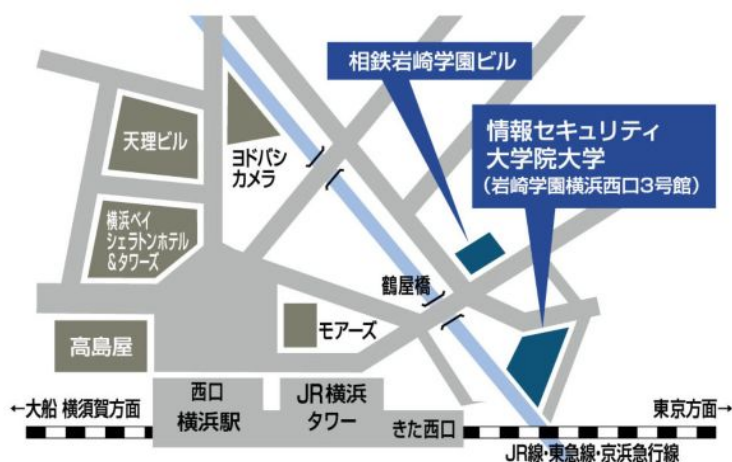 相鉄岩崎学園ビル
情報セキュリティ
大学院大学
(岩崎学園横浜西口3号館)
天理ビル
ヨドバシ
カメラ
横浜ベイ
シェラトンホテル
&タワーズ
鶴屋橋
モアーズ
高島屋
西口
横浜駅
JR横浜
タワー
きた西口
←大船 横須賀方面
東京方面→
JR線・東急線・京浜急行線